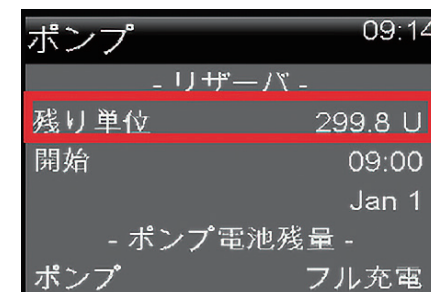 ポンプ 09:14
- リザーバ -
残り単位 299.8 U
開始 09:00
Jan 1
- ポンプ電池残量 -
ポンプ フル充電